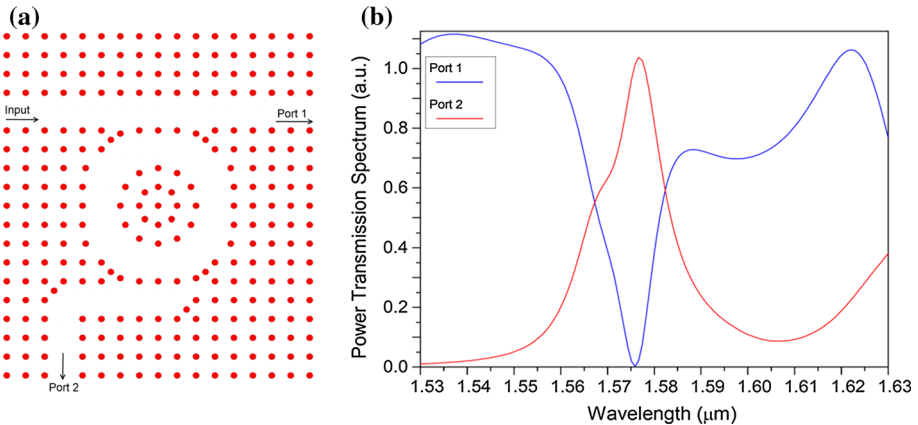 (a)
Input
Port 1
Port 2
(b)
Power Transmission Spectrum (a.u.)
1.0
0.8
0.6
0.4
0.2
0.0
Port 1
Port 2
1.53 1.54 1.55 1.56 1.57 1.58 1.59 1.60 1.61 1.62 1.63
Wavelength (μm)